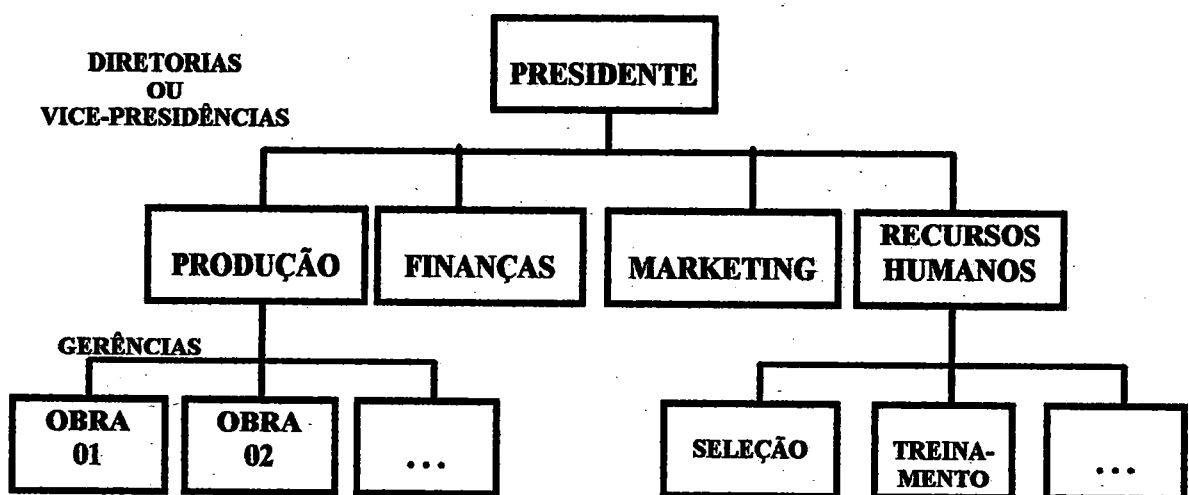 PRESIDENTE
DIRETORIAS
OU
VICE-PRESIDÊNCIAS
PRODUÇÃO
FINANÇAS
MARKETING
RECURSOS
HUMANOS
GERÊNCIAS
OBRA
01
OBRA
02
...
SELEÇÃO
TREINA-
MENTO
...